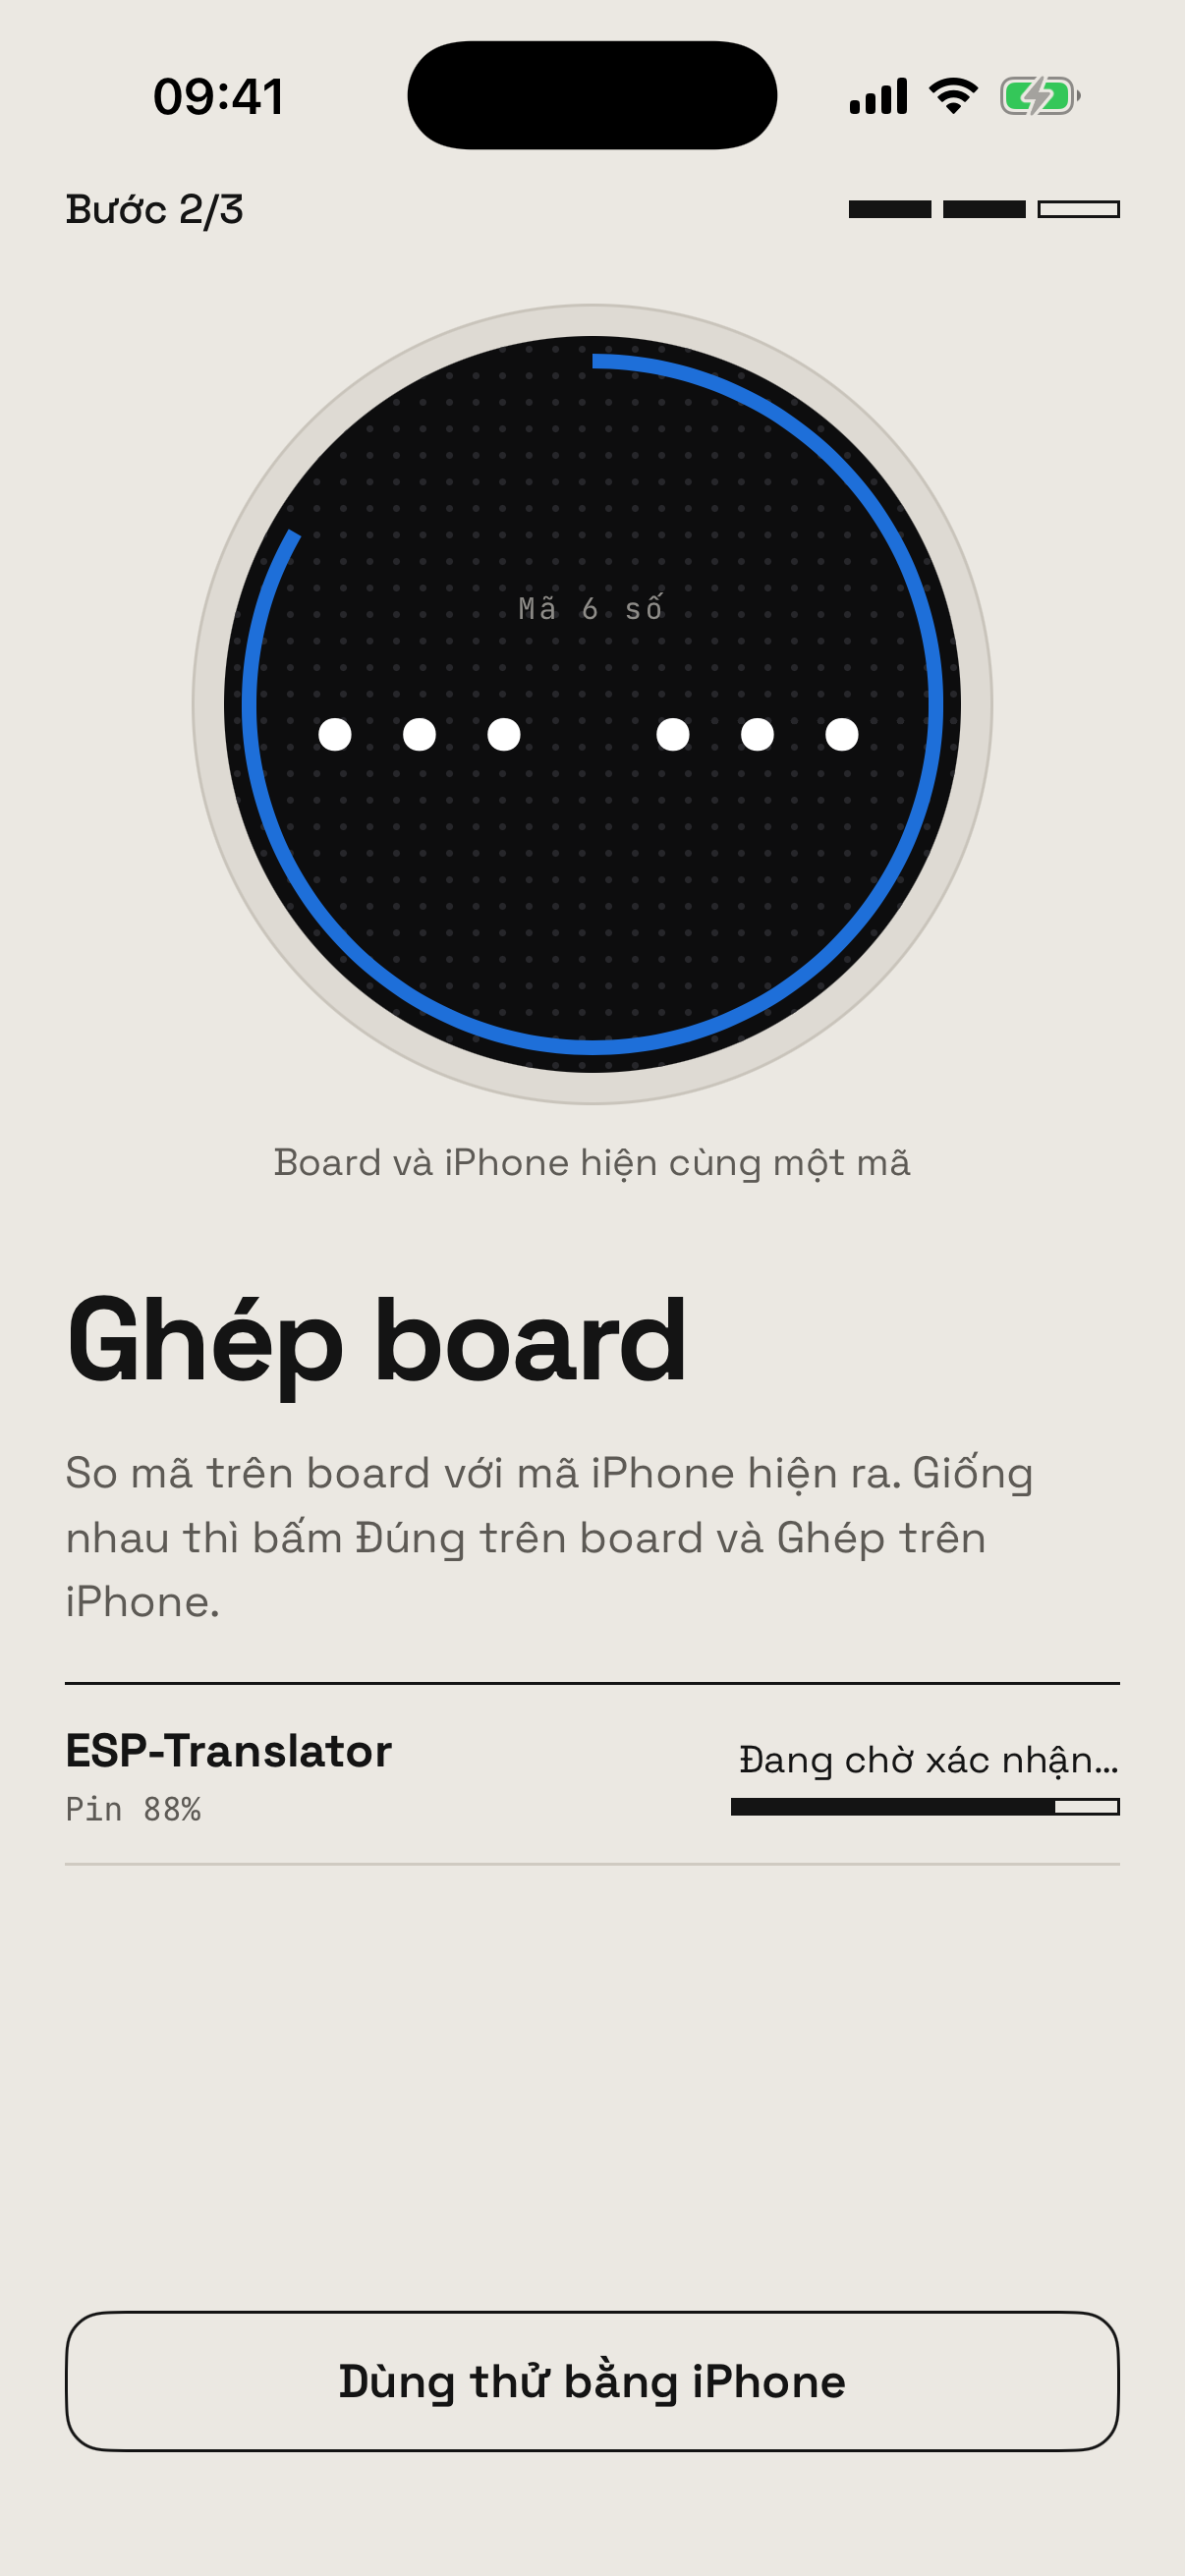 09:41
Bước 2/3
Mã 6 số
Board và iPhone hiện cùng một mã
Ghép board
So mã trên board với mã iPhone hiện ra. Giống
nhau thì bấm Đúng trên board và Ghép trên
iPhone.
ESP-Translator
Đang chờ xác nhận...
Pin 88%
Dùng thử bằng iPhone